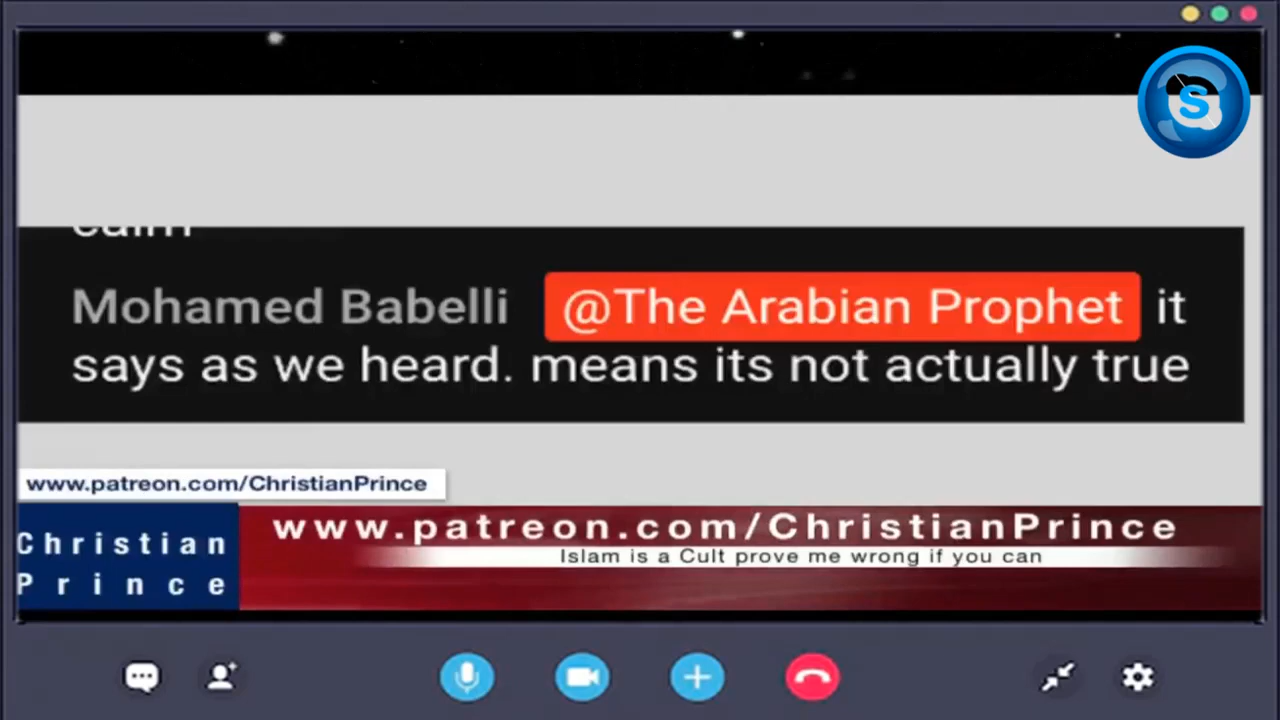 S
Mohamed Babelli @The Arabian Prophet it
says as we heard. means its not actually true
www.patreon.com/ChristianPrince
Christian
Prince
www.patreon.com/ChristianPrince
Islam is a Cult prove me wrong if you can